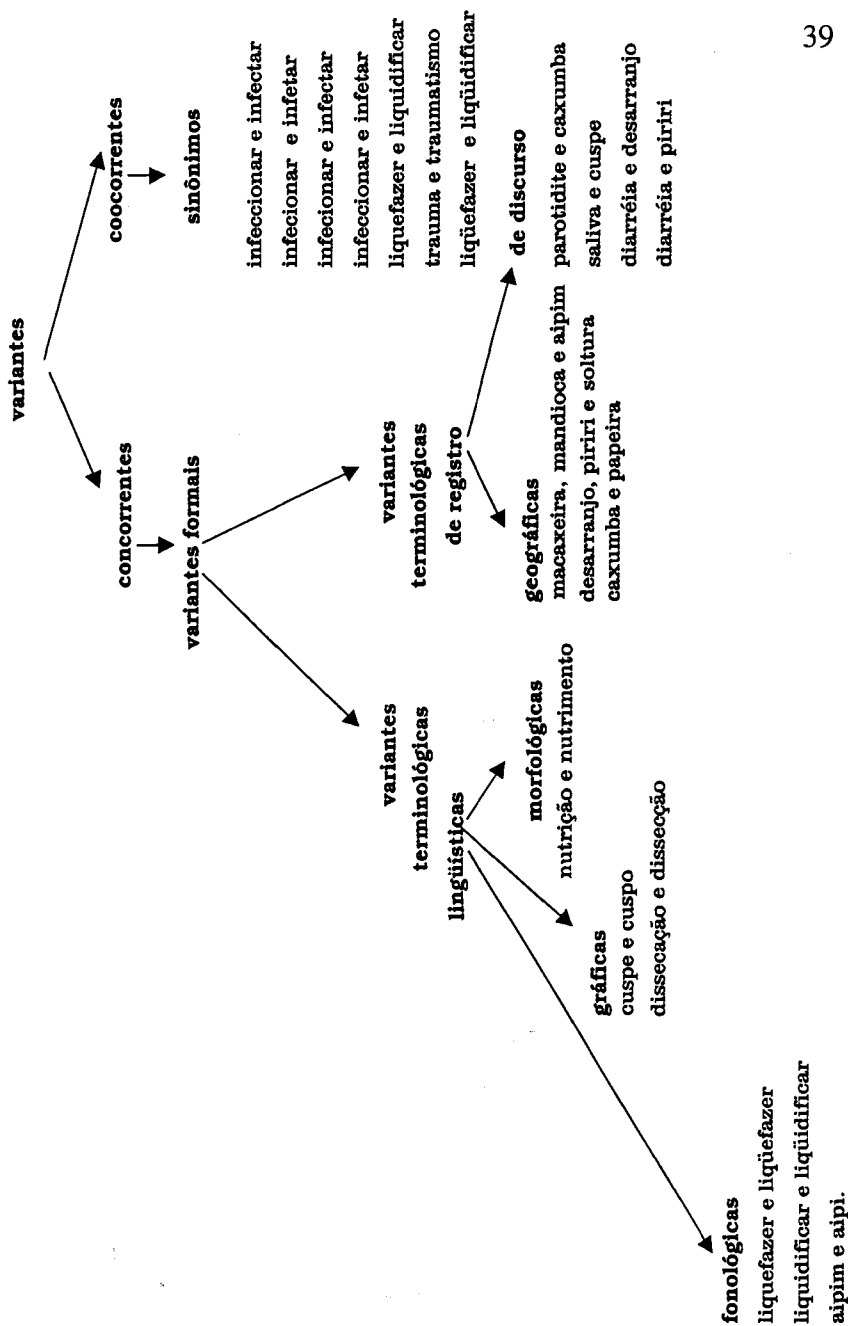 39
variantes
concorrentes
coocorrentes
variantes formais
sinônimos
infeccionar e infectar
infecionar e infetar
infecionar e infectar
infeccionar e infetar
liquefazer e liquidificar
trauma e traumatismo
liqüefazer e liqüidificar
variantes
terminológicas
lingüísticas
variantes
terminológicas
de registro
morfológicas
nutrição e nutrimento
geográficas
macaxeira, mandioca e aipim
desarranjo, piriri e soltura
caxumba e papeira
de discurso
parotidite e caxumba
saliva e cuspe
diarréia e desarranjo
diarréia e piriri
gráficas
cuspe e cuspo
dissecação e dissecção
fonológicas
liquefazer e liqüefazer
liquidificar e liqüidificar
aipim e aipi.